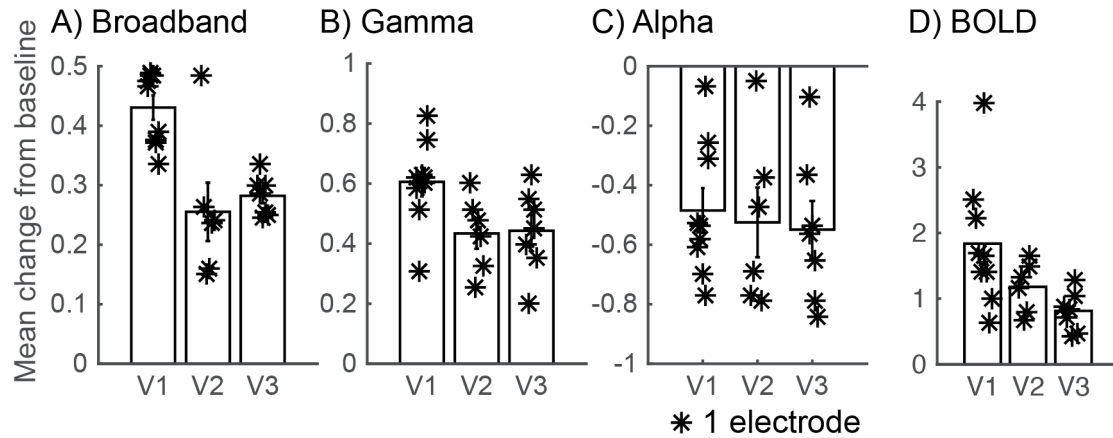 A) Broadband
B) Gamma
C) Alpha
D) BOLD
Mean change from baseline
0.5
0.4
0.3
0.2
0.1
0
V1 V2 V3
1
0.8
0.6
0.4
0.2
0
V1 V2 V3
0
-0.2
-0.4
-0.6
-0.8
-1
V1 V2 V3
4
3
2
1
0
V1 V2 V3
1 electrode